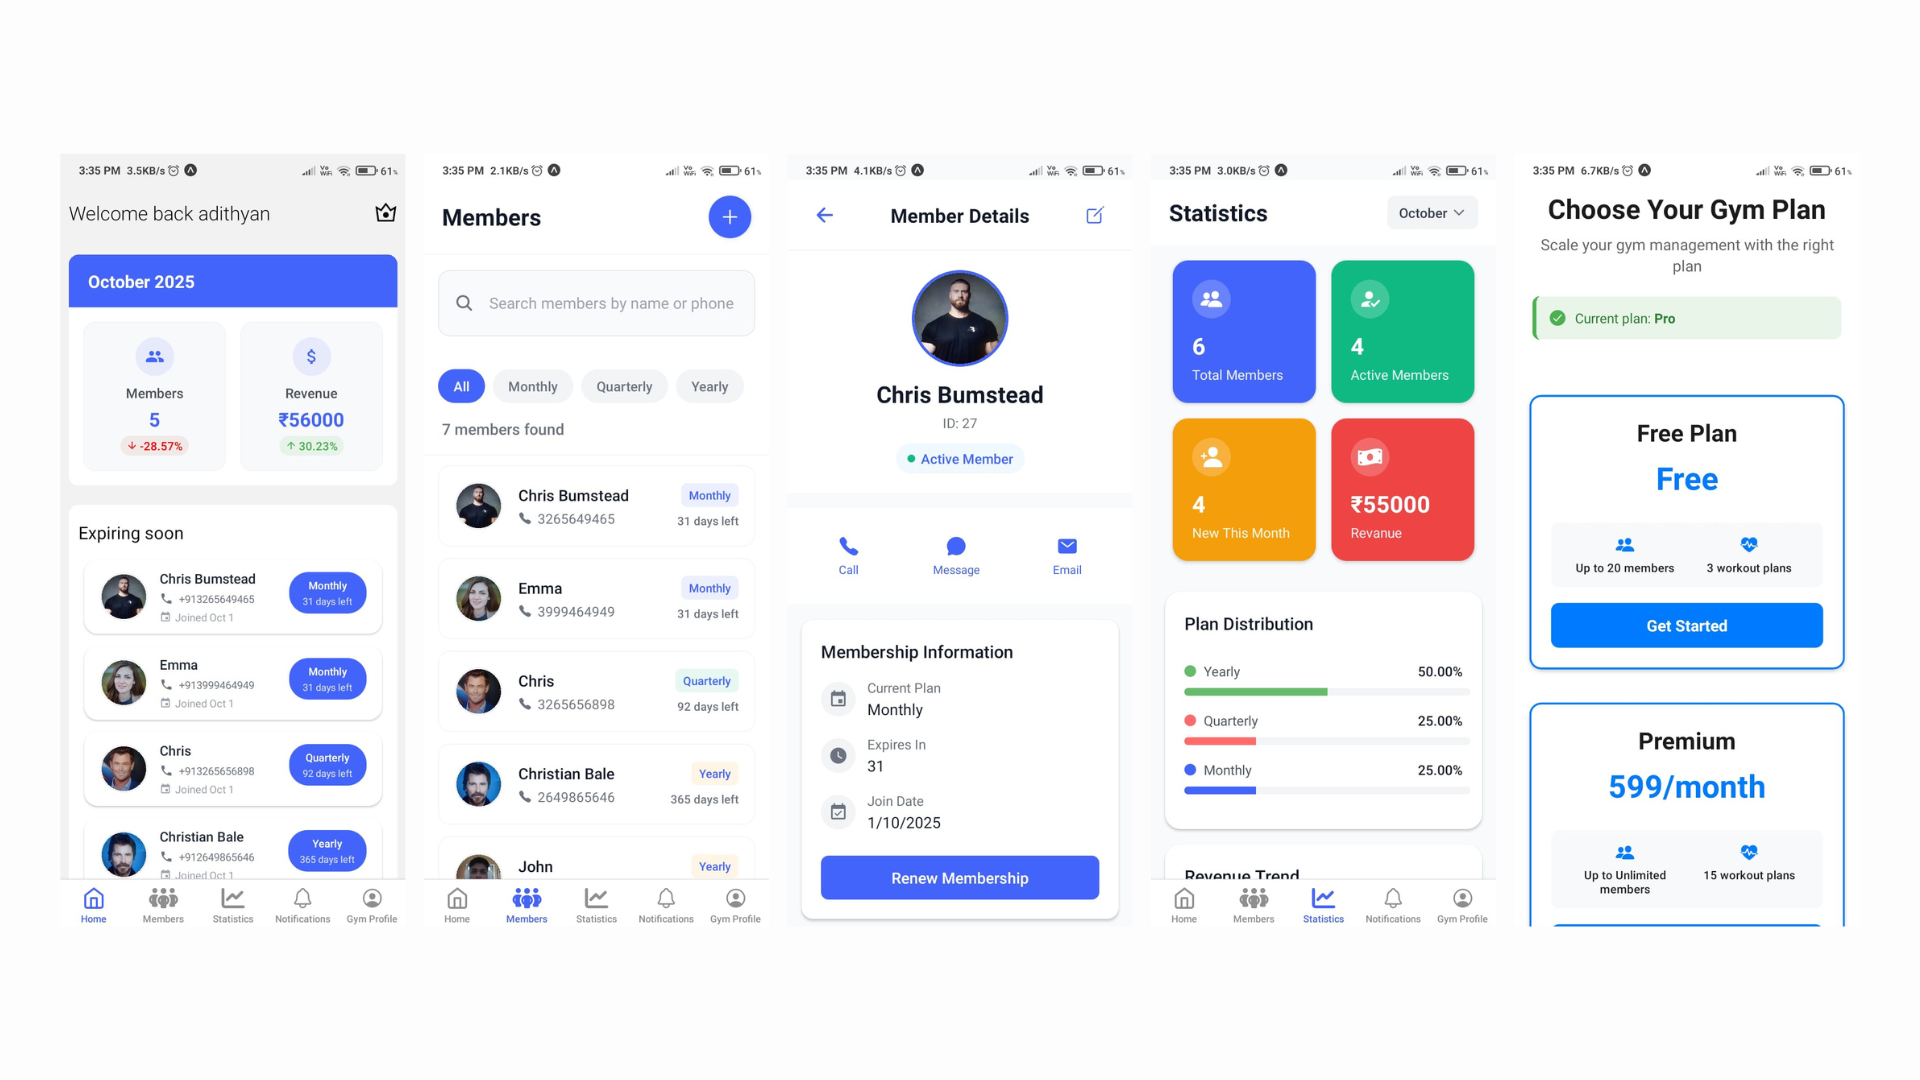 3:35 PM 3.5KB/s
Vo WiFi 61%
Welcome back adithyan
October 2025
Members
5
-28.57%
Revenue
₹56000
30.23%
Expiring soon
Chris Bumstead
+913265649465
Joined Oct 1
Monthly
31 days left
Emma
+913999464949
Joined Oct 1
Monthly
31 days left
Chris
+913265656898
Joined Oct 1
Quarterly
92 days left
Christian Bale
+912649865646
Joined Oct 1
Yearly
365 days left
Home
Members
Statistics
Notifications
Gym Profile
3:35 PM 2.1KB/s
Vo WiFi 61%
Members
Search members by name or phone
All
Monthly
Quarterly
Yearly
7 members found
Chris Bumstead
3265649465
Monthly
31 days left
Emma
3999464949
Monthly
31 days left
Chris
3265656898
Quarterly
92 days left
Christian Bale
2649865646
Yearly
365 days left
John
Yearly
Home
Members
Statistics
Notifications
Gym Profile
3:35 PM 4.1KB/s
Vo WiFi 61%
Member Details
Chris Bumstead
ID: 27
Active Member
Call
Message
Email
Membership Information
Current Plan
Monthly
Expires In
31
Join Date
1/10/2025
Renew Membership
3:35 PM 3.0KB/s
Vo WiFi 61%
Statistics
October
6
Total Members
4
Active Members
4
New This Month
₹55000
Revanue
Plan Distribution
Yearly
50.00%
Quarterly
25.00%
Monthly
25.00%
Revenue Trend
Home
Members
Statistics
Notifications
Gym Profile
3:35 PM 6.7KB/s
Vo WiFi 61%
Choose Your Gym Plan
Scale your gym management with the right
plan
Current plan: Pro
Free Plan
Free
Up to 20 members
3 workout plans
Get Started
Premium
599/month
Up to Unlimited
members
15 workout plans